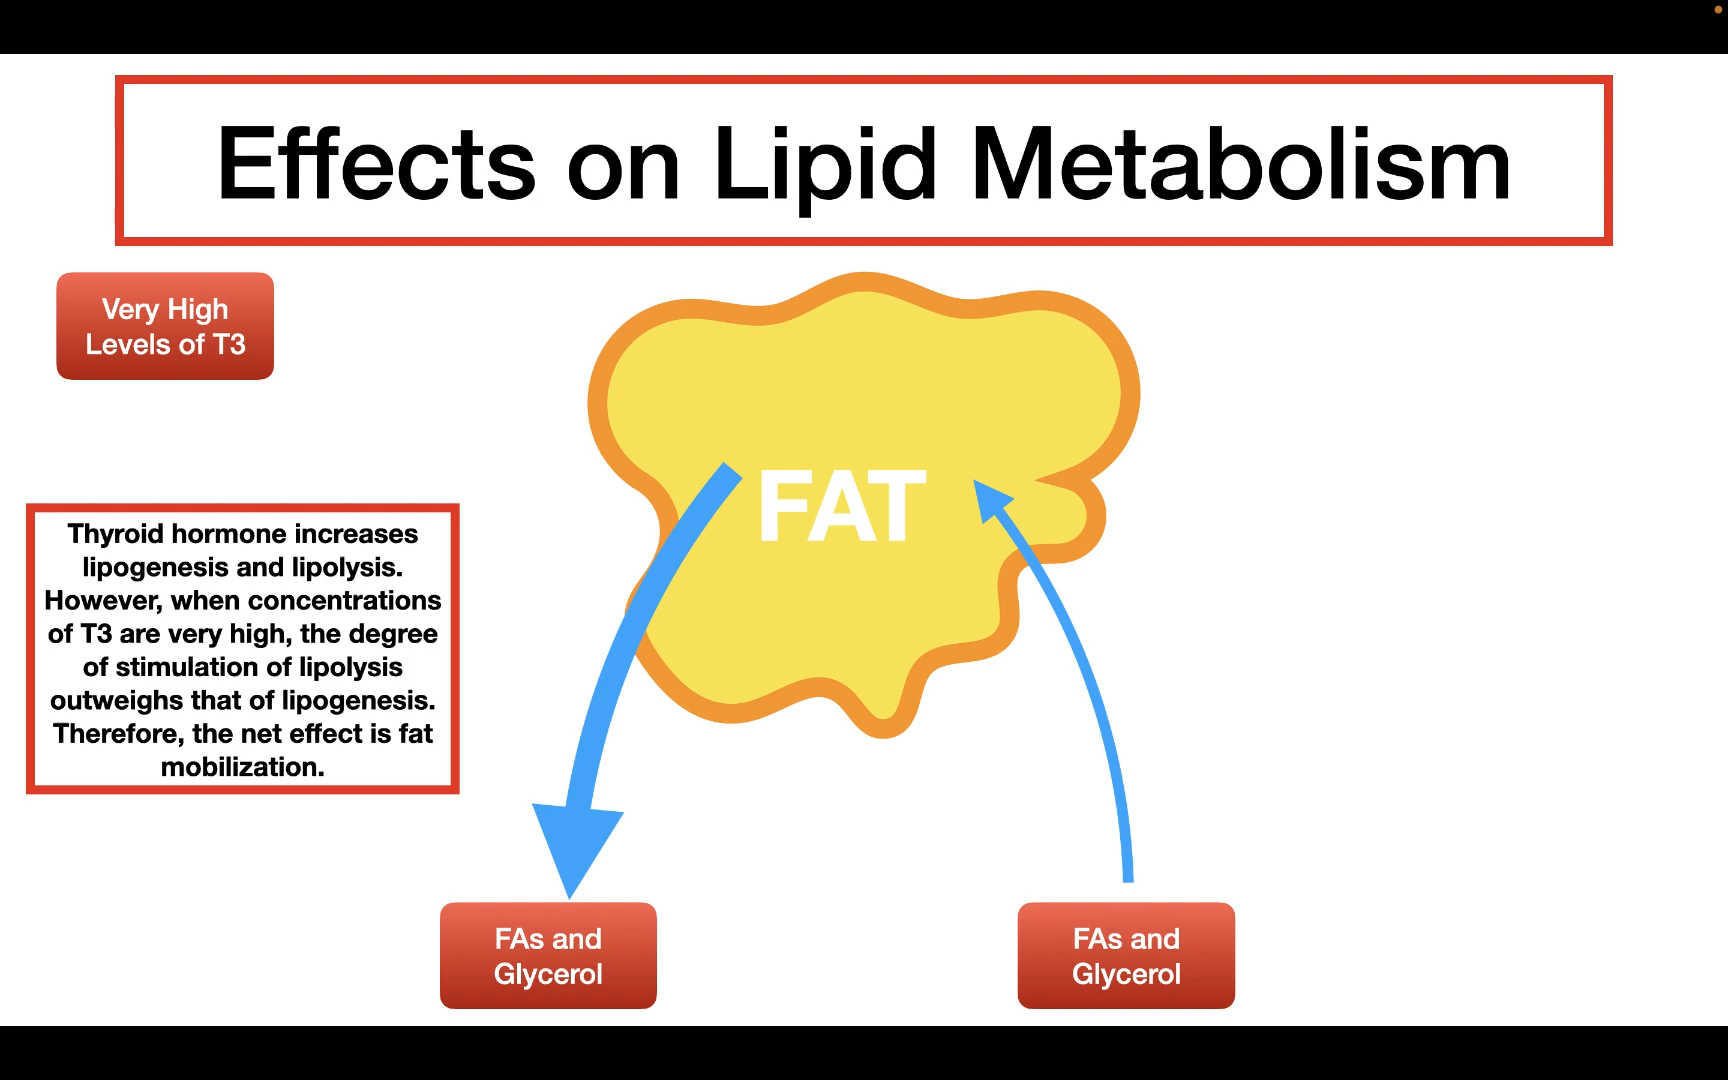 Effects on Lipid Metabolism
Very High
Levels of T3
Thyroid hormone increases
lipogenesis and lipolysis.
However, when concentrations
of T3 are very high, the degree
of stimulation of lipolysis
outweighs that of lipogenesis.
Therefore, the net effect is fat
mobilization.
FAT
FAs and
Glycerol
FAs and
Glycerol